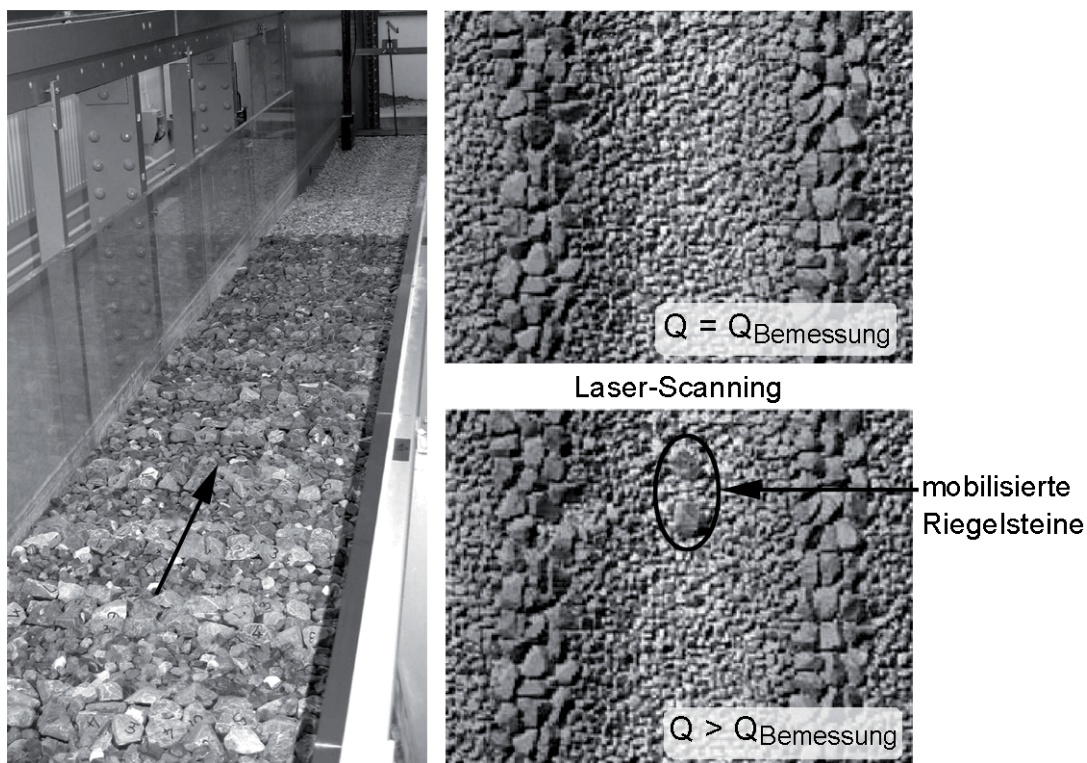 Q = QBemessung
Laser-Scanning
mobilisierte
Riegelsteine
Q > QBemessung